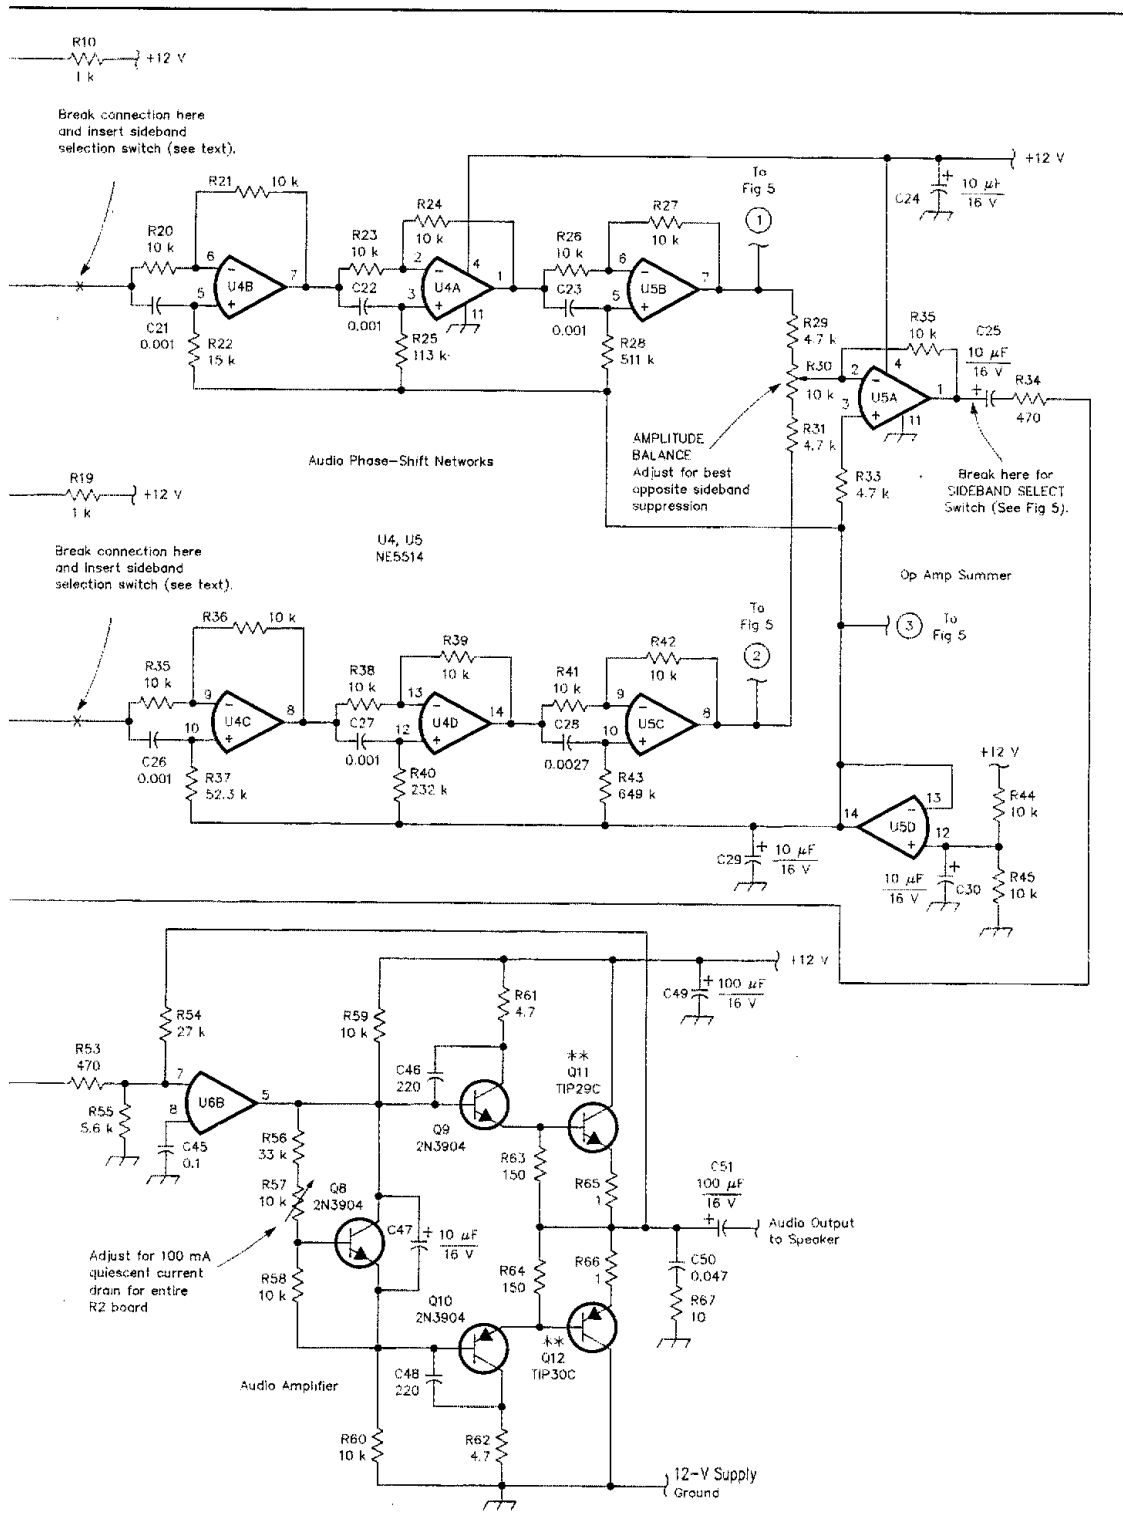 R10
1 k
+12 V
Break connection here
and insert sideband
selection switch (see text).
R21
10 k
R20
10 k
6
5
7
U4B
C21
0.001
R22
15 k
R24
10 k
R23
10 k
2
3
4
1
11
U4A
C22
0.001
R25
113 k
R27
10 k
R26
10 k
6
5
7
U5B
C23
0.001
R28
511 k
To
Fig 5
1
+12 V
C24
10 µF
16 V
R29
4.7 k
R30
10 k
R31
4.7 k
R35
10 k
2
3
4
1
11
U5A
C25
10 µF
16 V
R34
470
R33
4.7 k
AMPLITUDE
BALANCE
Adjust for best
opposite sideband
suppression
Break here for
SIDEBAND SELECT
Switch (See Fig 5).
Audio Phase-Shift Networks
R19
1 k
+12 V
U4, U5
NE5514
Op Amp Summer
Break connection here
and insert sideband
selection switch (see text).
R36
10 k
R35
10 k
9
10
8
U4C
C26
0.001
R37
52.3 k
R39
10 k
R38
10 k
13
12
14
U4D
C27
0.001
R40
232 k
R42
10 k
R41
10 k
9
10
8
U5C
C28
0.0027
R43
649 k
To
Fig 5
2
3
To
Fig 5
+12 V
R44
10 k
14
13
12
U5D
R45
10 k
C29
10 µF
16 V
10 µF
16 V
C30
+12 V
C49
100 µF
16 V
R54
27 k
R53
470
7
8
5
U6B
R55
5.6 k
C45
0.1
R59
10 k
R61
4.7
C46
220
Q9
2N3904
**
Q11
TIP29C
R56
33 k
R57
10 k
Q8
2N3904
C47
10 µF
16 V
R58
10 k
R63
150
R65
1
R64
150
R66
1
C51
100 µF
16 V
Audio Output
to Speaker
C50
0.047
R67
10
Adjust for 100 mA
quiescent current
drain for entire
R2 board
Q10
2N3904
**
Q12
TIP30C
C48
220
Audio Amplifier
R60
10 k
R62
4.7
12-V Supply
Ground